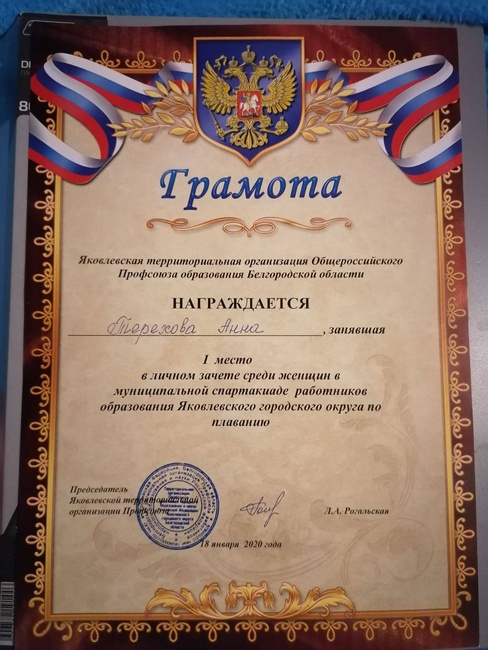 Грамота
Яковлевская территориальная организация Общероссийского
Профсоюза образования Белгородской области
НАГРАЖДАЕТСЯ
Терехова Анна, занявшая
I место
в личном зачете среди женщин в
муниципальной спартакиаде работников
образования Яковлевского городского округа по
плаванию
Председатель
Яковлевской территориальной
организации Профсоюза Л.А. Рогальская
18 января 2020 года